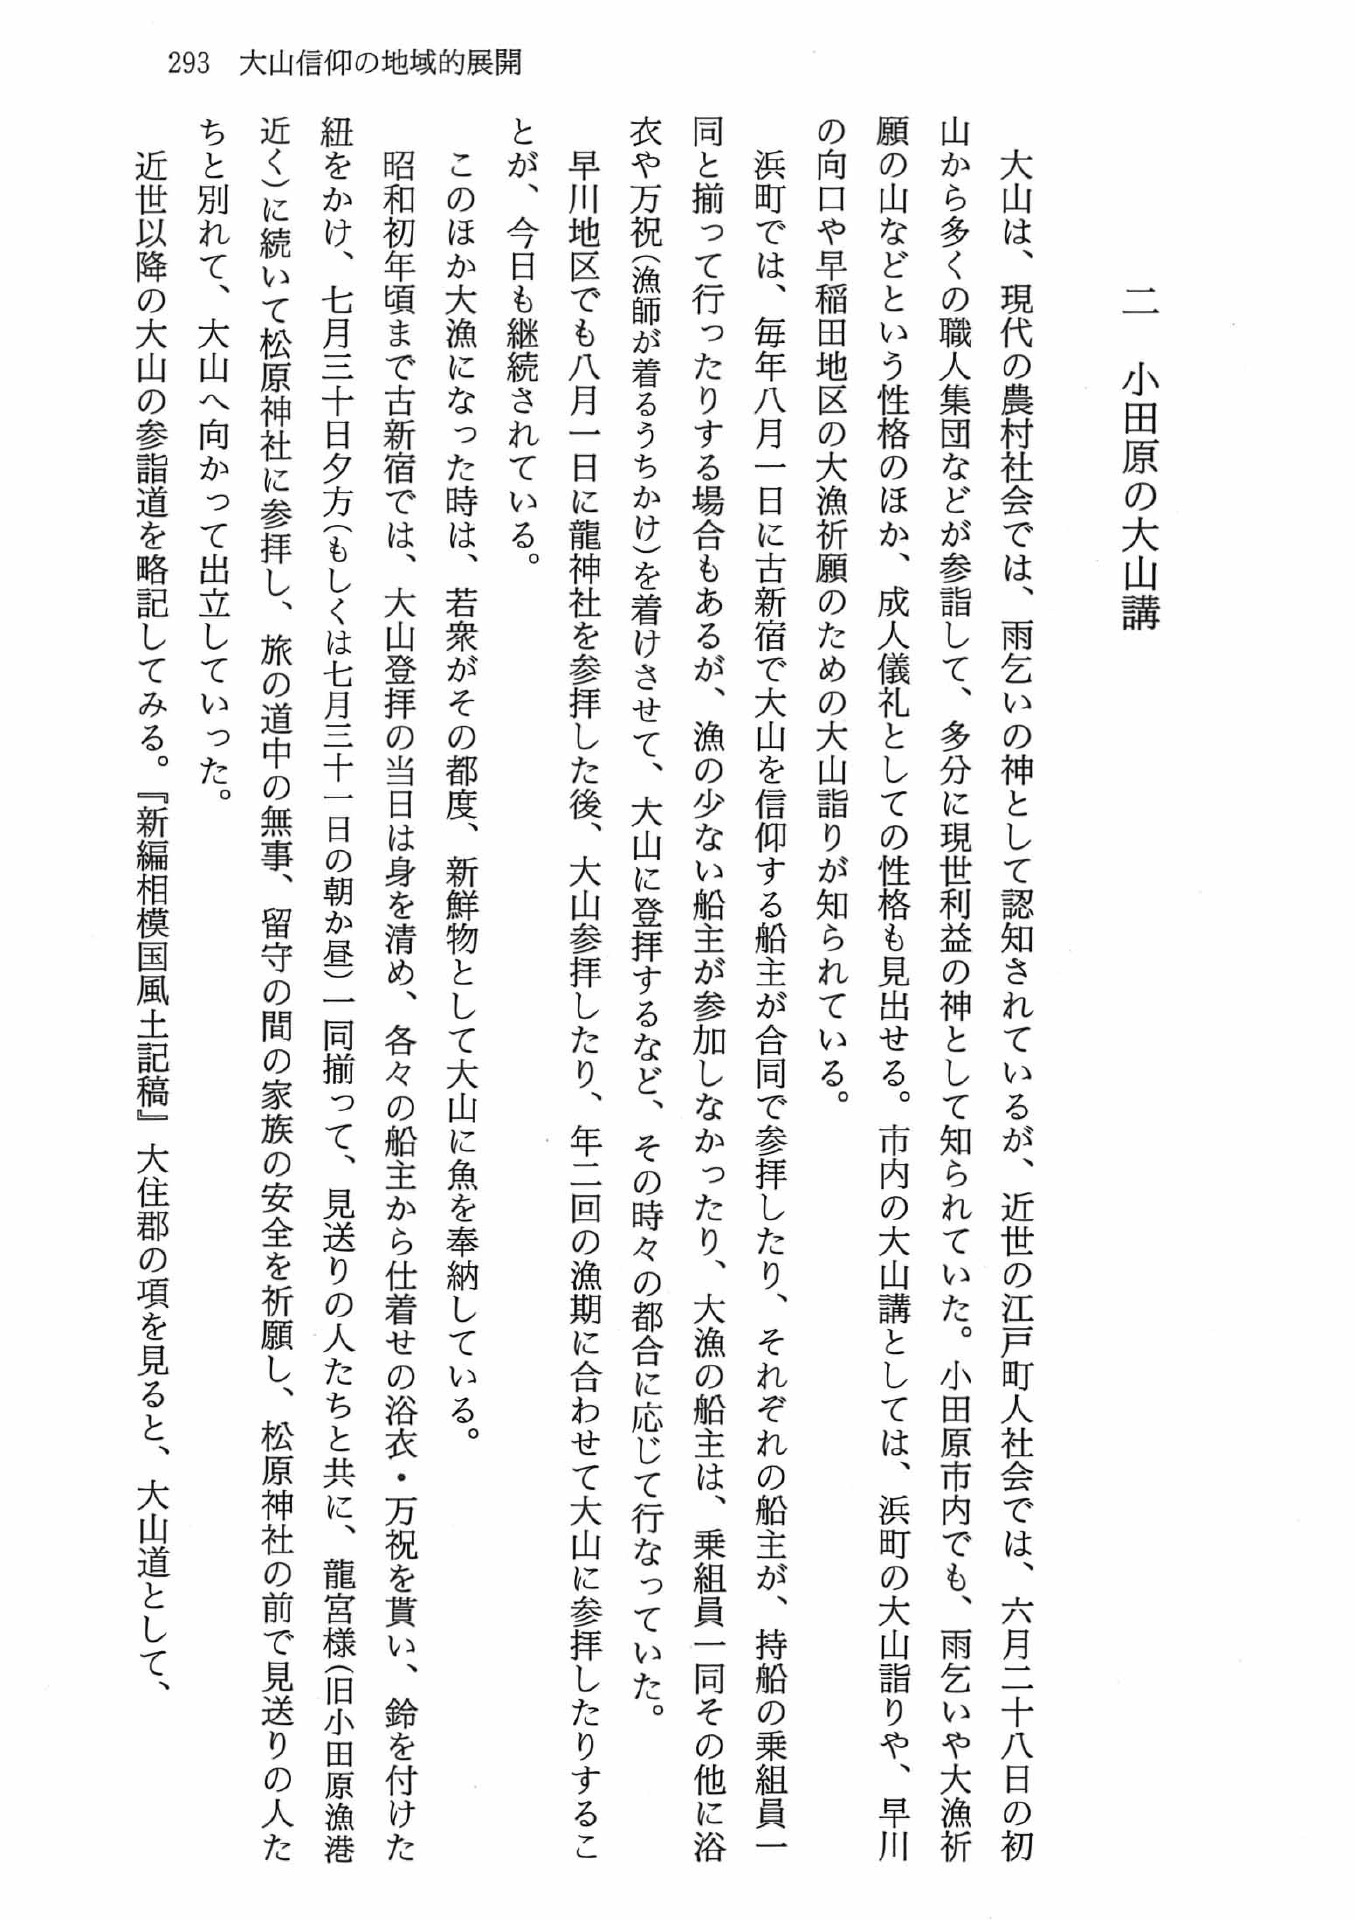 293　大山信仰の地域的展開
二　小田原の大山講
大山は、現代の農村社会では、雨乞いの神として認知されているが、近世の江戸町人社会では、六月二十八日の初
山から多くの職人集団などが参詣して、多分に現世利益の神として知られていた。小田原市内でも、雨乞いや大漁祈
願の山などという性格のほか、成人儀礼としての性格も見出せる。市内の大山講としては、浜町の大山詣りや、早川
の向口や早稲田地区の大漁祈願のための大山詣りが知られている。
浜町では、毎年八月一日に古新宿で大山を信仰する船主が合同で参拝したり、それぞれの船主が、持船の乗組員一
同と揃って行ったりする場合もあるが、漁の少ない船主が参加しなかったり、大漁の船主は、乗組員一同その他に浴
衣や万祝（漁師が着るうちかけ）を着けさせて、大山に登拝するなど、その時々の都合に応じて行なっていた。
早川地区でも八月一日に龍神社を参拝した後、大山参拝したり、年二回の漁期に合わせて大山に参拝したりするこ
とが、今日も継続されている。
このほか大漁になった時は、若衆がその都度、新鮮物として大山に魚を奉納している。
昭和初年頃まで古新宿では、大山登拝の当日は身を清め、各々の船主から仕着せの浴衣・万祝を貰い、鈴を付けた
紐をかけ、七月三十日夕方（もしくは七月三十一日の朝か昼）一同揃って、見送りの人たちと共に、龍宮様（旧小田原漁港
近く）に続いて松原神社に参拝し、旅の道中の無事、留守の間の家族の安全を祈願し、松原神社の前で見送りの人た
ちと別れて、大山へ向かって出立していった。
近世以降の大山の参詣道を略記してみる。『新編相模国風土記稿』大住郡の項を見ると、大山道として、